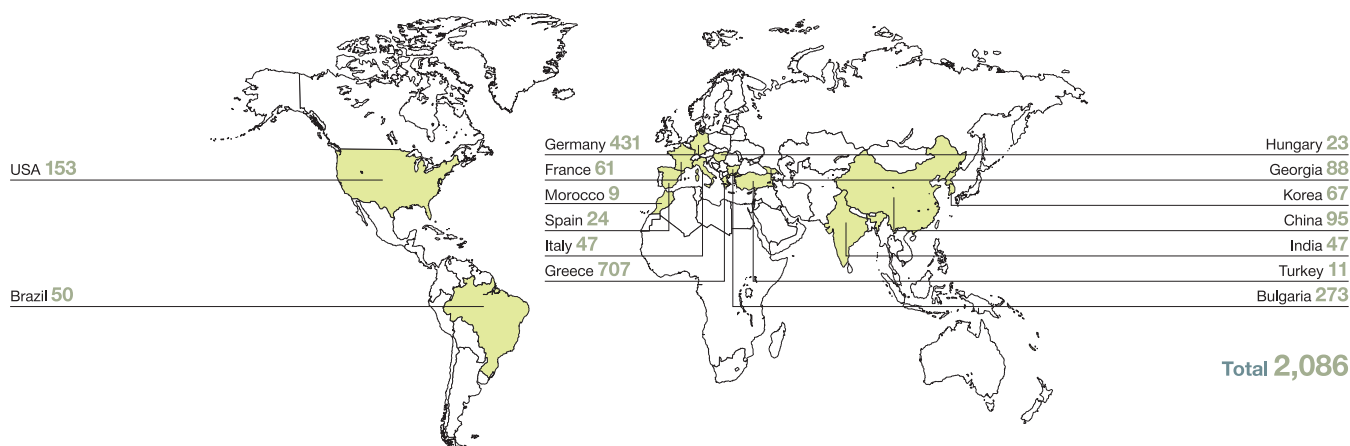 USA 153
Brazil 50
Germany 431
France 61
Morocco 9
Spain 24
Italy 47
Greece 707
Hungary 23
Georgia 88
Korea 67
China 95
India 47
Turkey 11
Bulgaria 273
Total 2,086